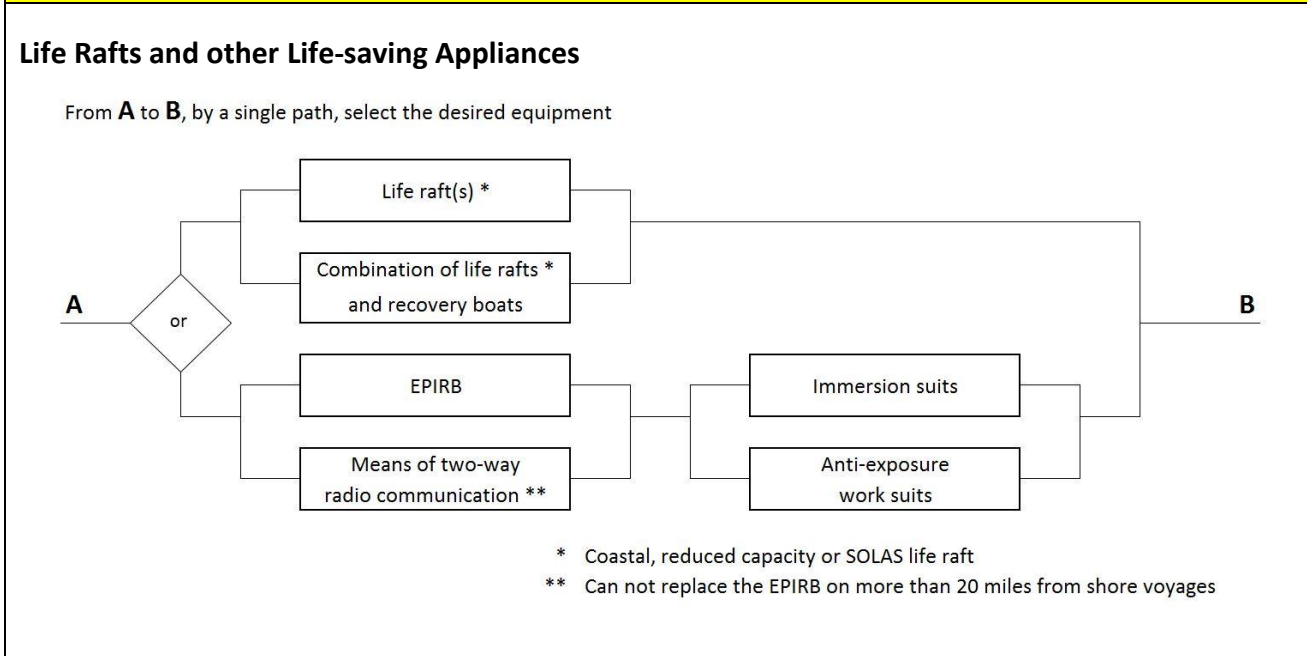 Life Rafts and other Life-saving Appliances
From A to B, by a single path, select the desired equipment
Life raft(s) *
Combination of life rafts *
and recovery boats
A
or
B
EPIRB
Immersion suits
Means of two-way
radio communication **
Anti-exposure
work suits
* Coastal, reduced capacity or SOLAS life raft
** Can not replace the EPIRB on more than 20 miles from shore voyages